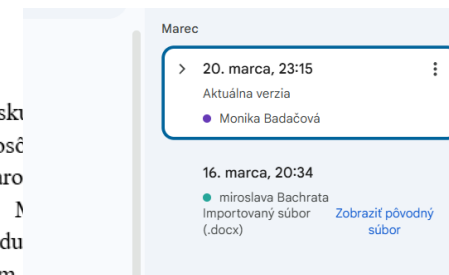 Marec
20. marca, 23:15
Aktuálna verzia
Monika Badačová
16. marca, 20:34
miroslava Bachrata
Importovaný súbor
(.docx)
Zobraziť pôvodný
súbor